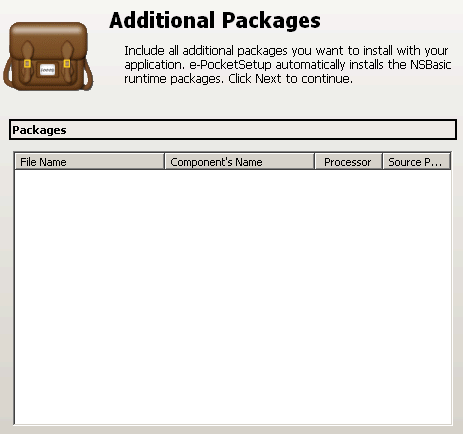 Additional Packages
Include all additional packages you want to install with your
application. e-PocketSetup automatically installs the NSBasic
runtime packages. Click Next to continue.
Packages
File Name Component's Name Processor Source P...